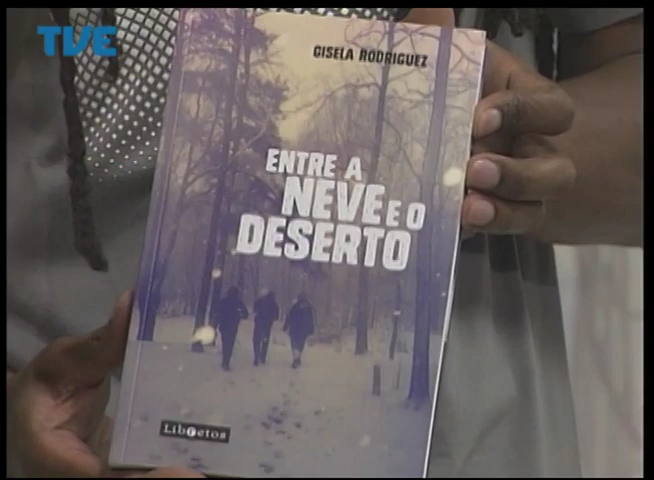 TVE
GISELA RODRIGUEZ
ENTRE A
NEVE E O
DESERTO
Libretos